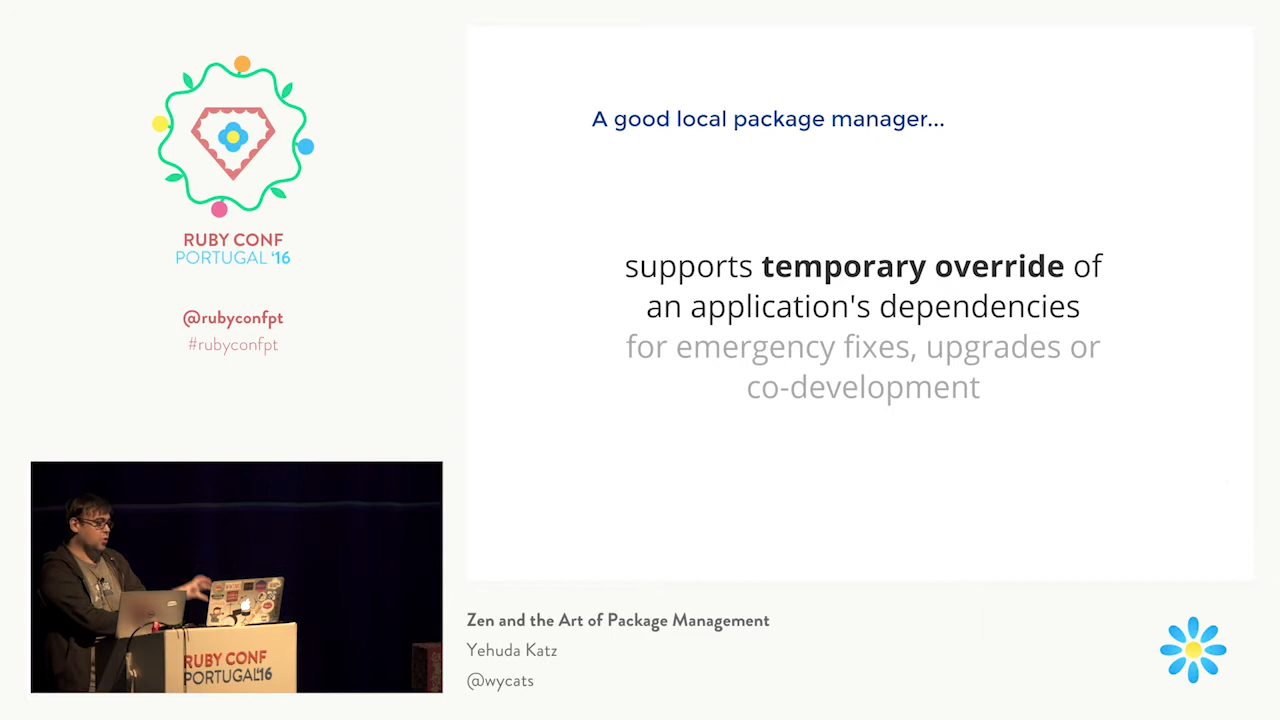 RUBY CONF
PORTUGAL ‘16
@rubyconfpt
#rubyconfpt
A good local package manager...
supports temporary override of
an application's dependencies
for emergency fixes, upgrades or
co-development
RUBY CONF
PORTUGAL‘16
Zen and the Art of Package Management
Yehuda Katz
@wycats